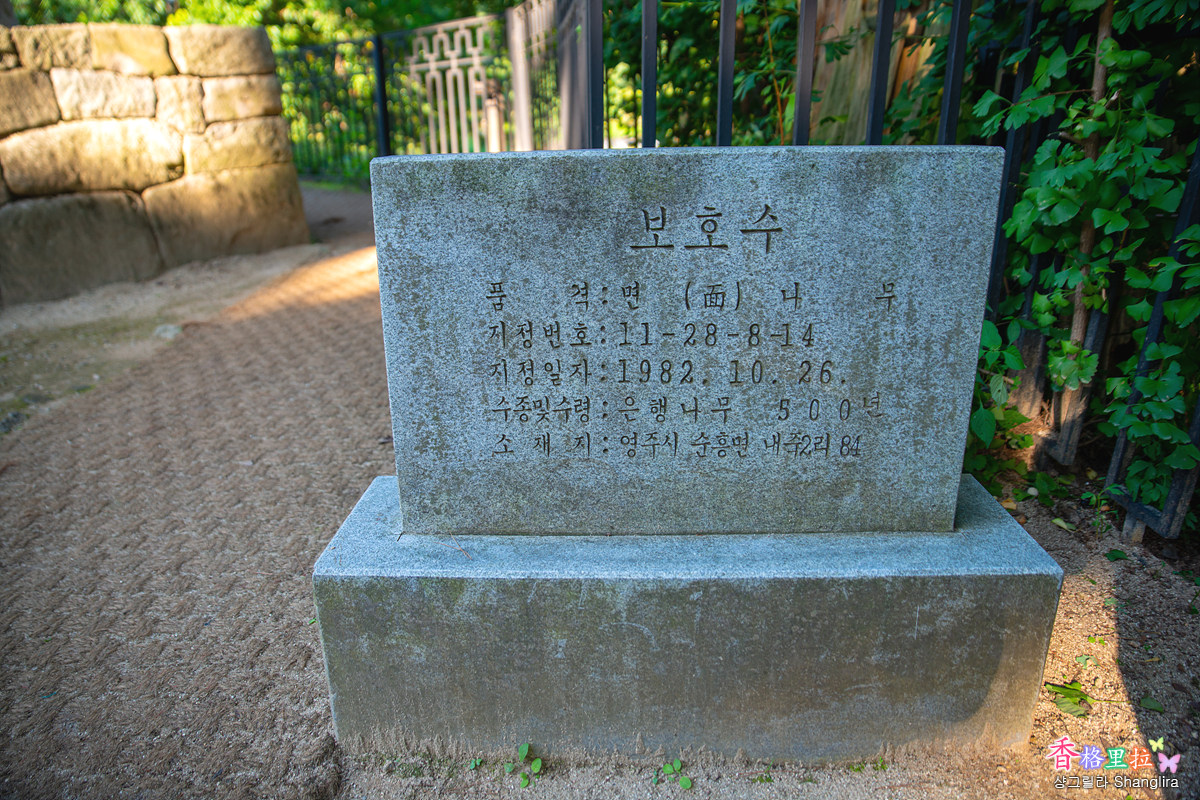 보호수
품 격 : 면 (面) 나 무
지정번호 : 11-28-8-14
지정일자 : 1982. 10. 26.
수종및수령 : 은행나무 500년
소 재 지 : 영주시 순흥면 내죽2리 84
香格里拉
샹그릴라 Shanglira